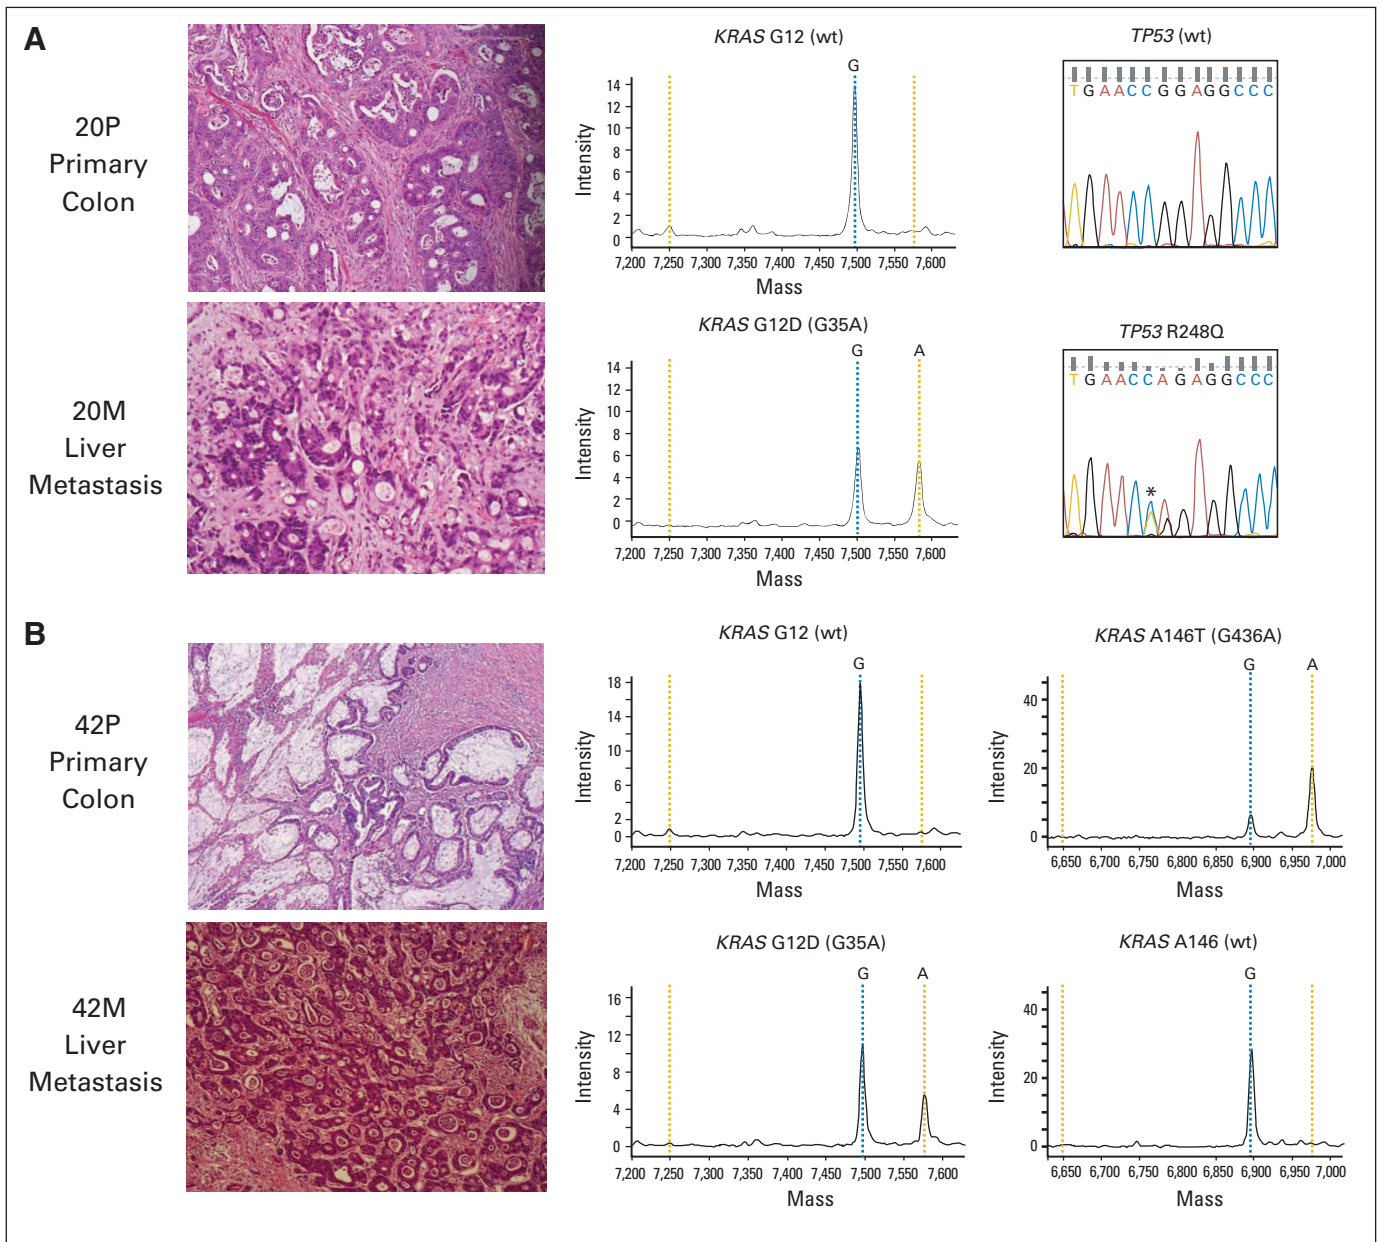 A
20P
Primary
Colon
KRAS G12 (wt)
G
Intensity
14
12
10
8
6
4
2
0
7,200 7,250 7,300 7,350 7,400 7,450 7,500 7,550 7,600
Mass
TP53 (wt)
T G A A C C G G A G G C C C
20M
Liver
Metastasis
KRAS G12D (G35A)
G A
Intensity
14
12
10
8
6
4
2
0
7,200 7,250 7,300 7,350 7,400 7,450 7,500 7,550 7,600
Mass
TP53 R248Q
T G A A C C A G A G G C C C
*
B
42P
Primary
Colon
KRAS G12 (wt)
G
Intensity
18
14
10
6
2
0
7,200 7,250 7,300 7,350 7,400 7,450 7,500 7,550 7,600
Mass
KRAS A146T (G436A)
G A
Intensity
40
20
0
6,650 6,700 6,750 6,800 6,850 6,900 6,950 7,000
Mass
42M
Liver
Metastasis
KRAS G12D (G35A)
G A
Intensity
16
12
8
4
0
7,200 7,250 7,300 7,350 7,400 7,450 7,500 7,550 7,600
Mass
KRAS A146 (wt)
G
Intensity
40
20
0
6,650 6,700 6,750 6,800 6,850 6,900 6,950 7,000
Mass